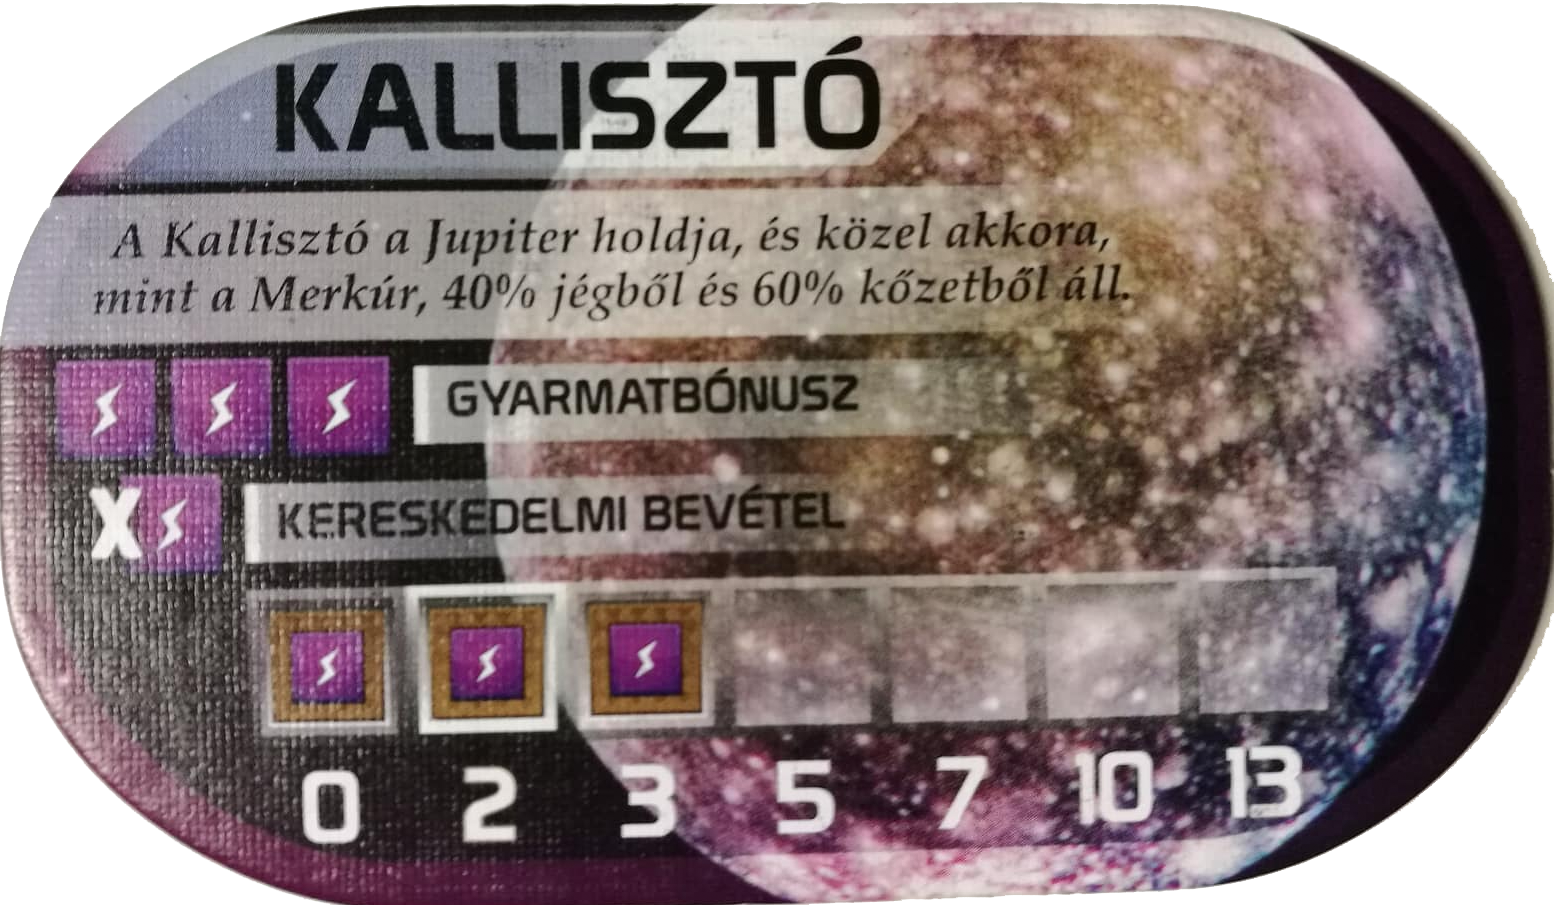 KALLISZTÓ
A Kallisztó a Jupiter holdja, és közel akkora,
mint a Merkúr, 40% jégből és 60% kőzetből áll.
GYARMATBÓNUSZ
X KERESKEDELMI BEVÉTEL
0 2 3 5 7 10 13